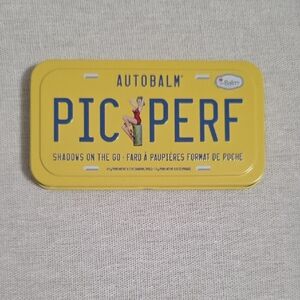 AUTOBALM®
theBalm
PIC PERF
SHADOWS ON THE GO - FARD À PAUPIÈRES FORMAT DE POCHE